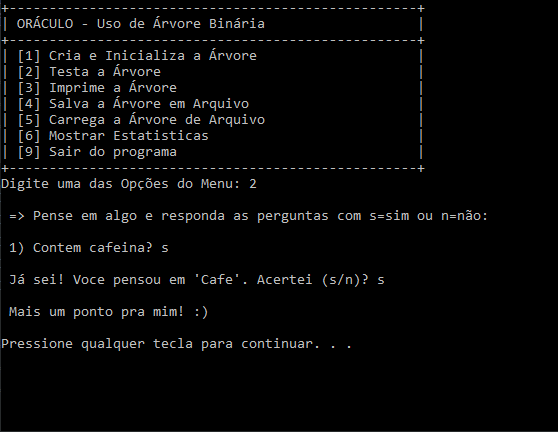 ORÁCULO - Uso de Árvore Binária
[1] Cria e Inicializa a Árvore
[2] Testa a Árvore
[3] Imprime a Árvore
[4] Salva a Árvore em Arquivo
[5] Carrega a Árvore de Arquivo
[6] Mostrar Estatisticas
[9] Sair do programa
Digite uma das Opções do Menu: 2
=> Pense em algo e responda as perguntas com s=sim ou n=não:
1) Contem cafeina? s
Já sei! Voce pensou em 'Cafe'. Acertei (s/n)? s
Mais um ponto pra mim! :)
Pressione qualquer tecla para continuar. . .